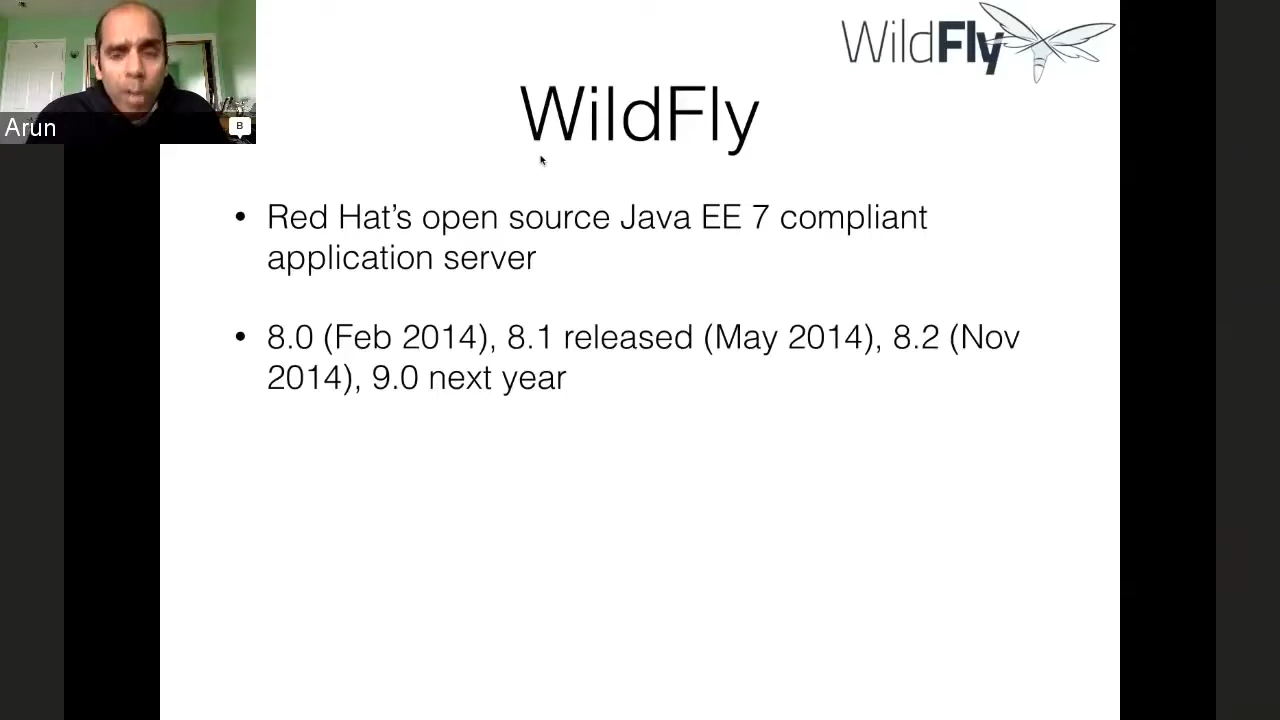 WildFly
WildFly
Arun
B
• Red Hat’s open source Java EE 7 compliant
application server
• 8.0 (Feb 2014), 8.1 released (May 2014), 8.2 (Nov
2014), 9.0 next year